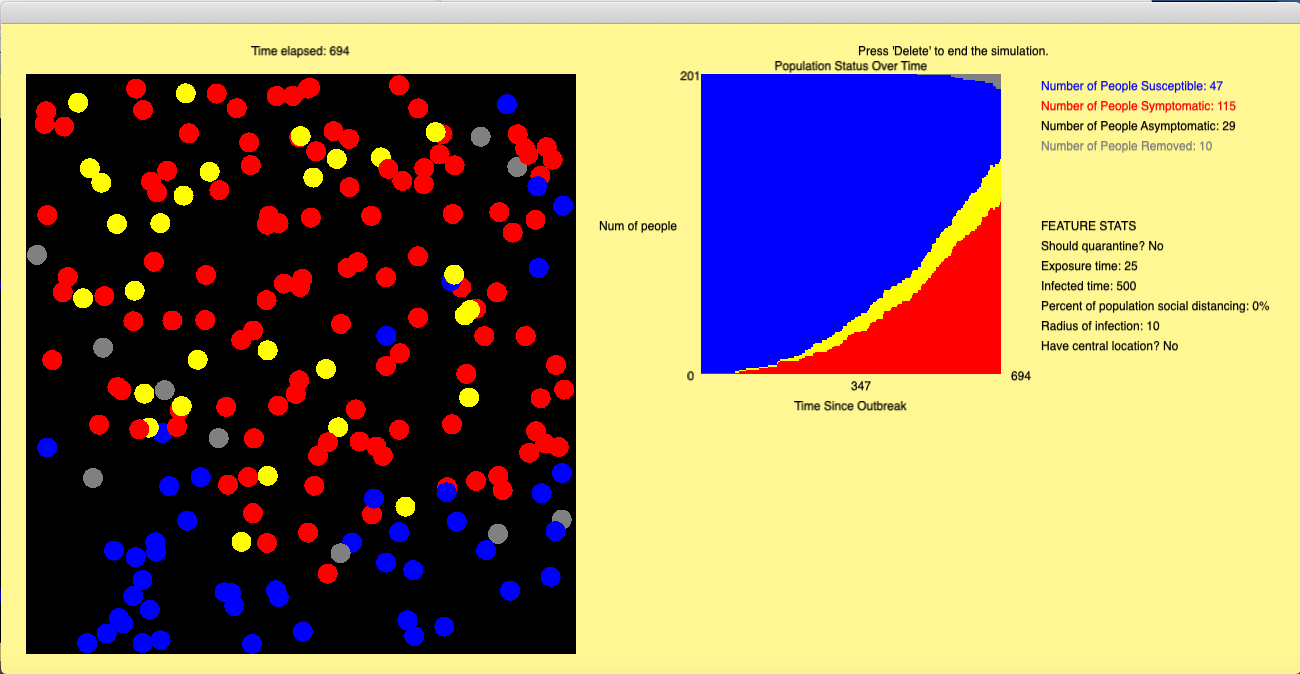 Time elapsed: 694
Press 'Delete' to end the simulation.
Population Status Over Time
201
Number of People Susceptible: 47
Number of People Symptomatic: 115
Number of People Asymptomatic: 29
Number of People Removed: 10
Num of people
FEATURE STATS
Should quarantine? No
Exposure time: 25
Infected time: 500
Percent of population social distancing: 0%
Radius of infection: 10
Have central location? No
0
347
694
Time Since Outbreak